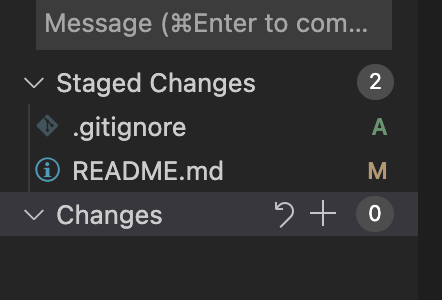 Message (⌘Enter to com...
Staged Changes 2
.gitignore A
README.md M
Changes 0